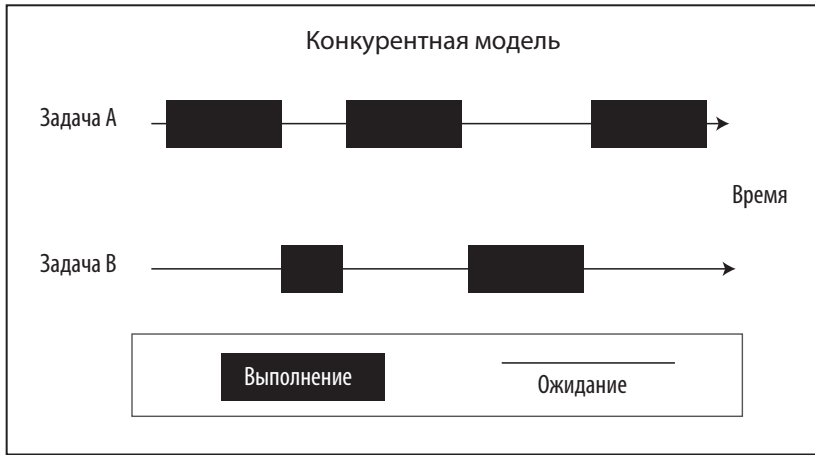 Конкурентная модель
Задача A
Время
Задача B
Выполнение
Ожидание